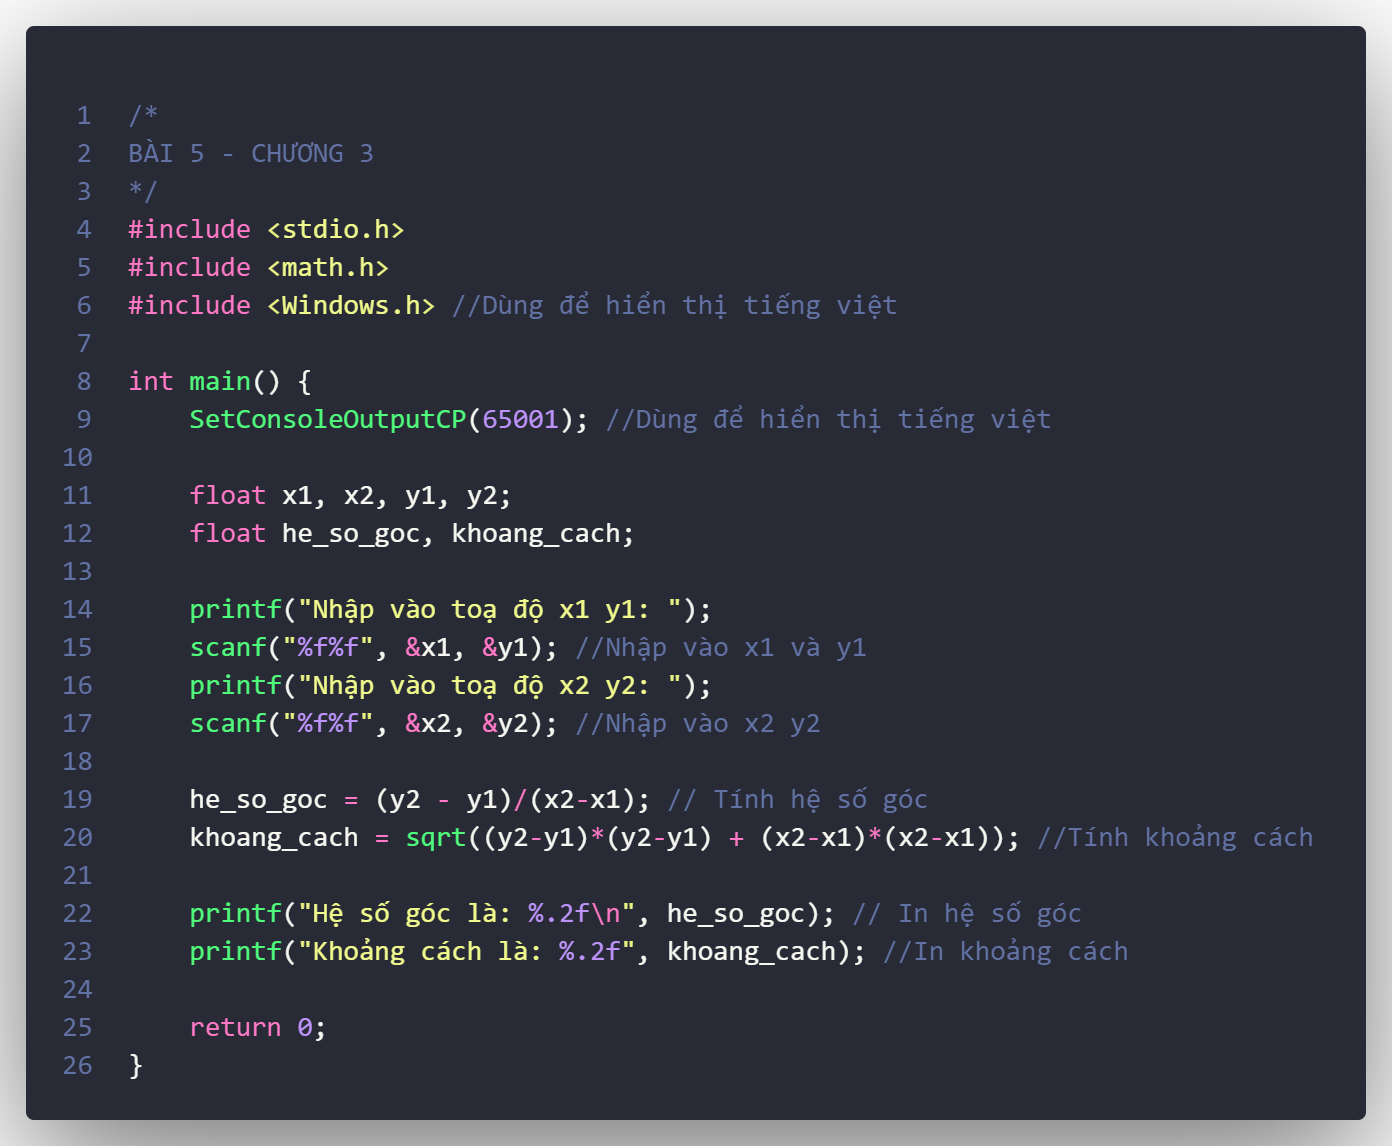 1 /*
2 BÀI 5 - CHƯƠNG 3
3 */
4 #include <stdio.h>
5 #include <math.h>
6 #include <Windows.h> //Dùng để hiển thị tiếng việt
7
8 int main() {
9     SetConsoleOutputCP(65001); //Dùng để hiển thị tiếng việt
10
11     float x1, x2, y1, y2;
12     float he_so_goc, khoang_cach;
13
14     printf("Nhập vào toạ độ x1 y1: ");
15     scanf("%f%f", &x1, &y1); //Nhập vào x1 và y1
16     printf("Nhập vào toạ độ x2 y2: ");
17     scanf("%f%f", &x2, &y2); //Nhập vào x2 y2
18
19     he_so_goc = (y2 - y1)/(x2-x1); // Tính hệ số góc
20     khoang_cach = sqrt((y2-y1)*(y2-y1) + (x2-x1)*(x2-x1)); //Tính khoảng cách
21
22     printf("Hệ số góc là: %.2f\n", he_so_goc); // In hệ số góc
23     printf("Khoảng cách là: %.2f", khoang_cach); //In khoảng cách
24
25     return 0;
26 }